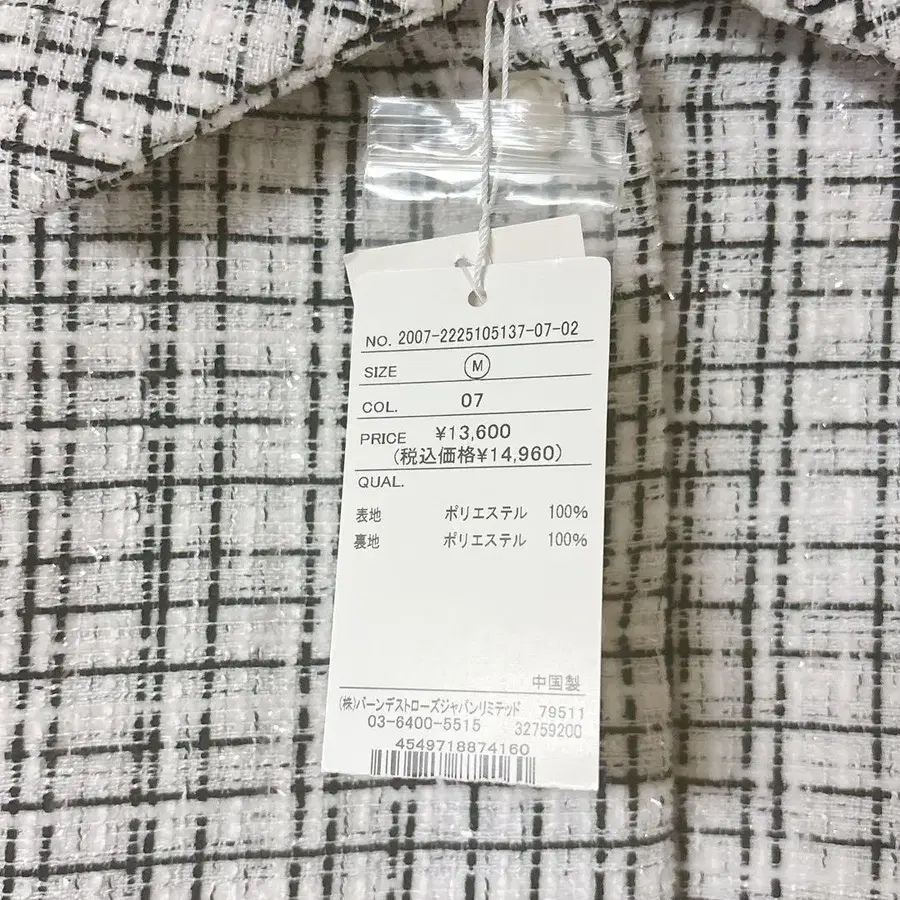 NO. 2007-2225105137-07-02
SIZE M
COL. 07
PRICE ¥13,600
(税込価格¥14,960)
QUAL.
表地 ポリエステル 100%
裏地 ポリエステル 100%
中国製
(株)バーンデストローズジャパンリミテッド 79511
03-6400-5515 32759200
4549718874160